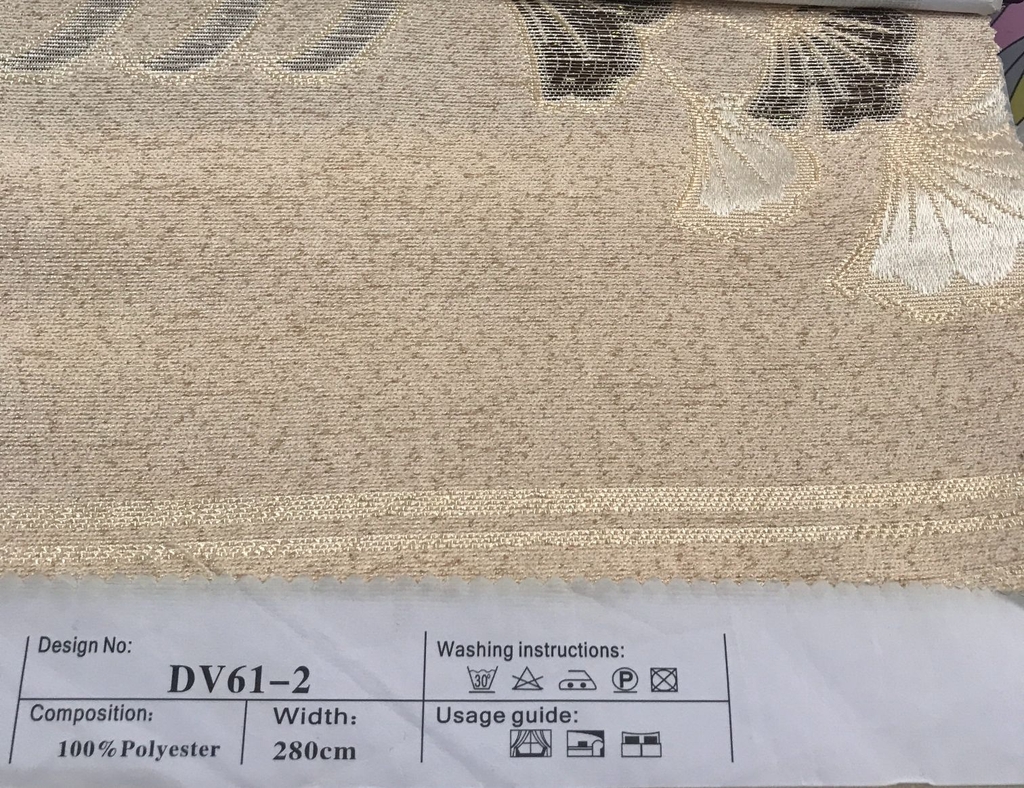 Design No:
DV61-2
Composition:
100%Polyester
Width:
280cm
Washing instructions:
30°
P
Usage guide: